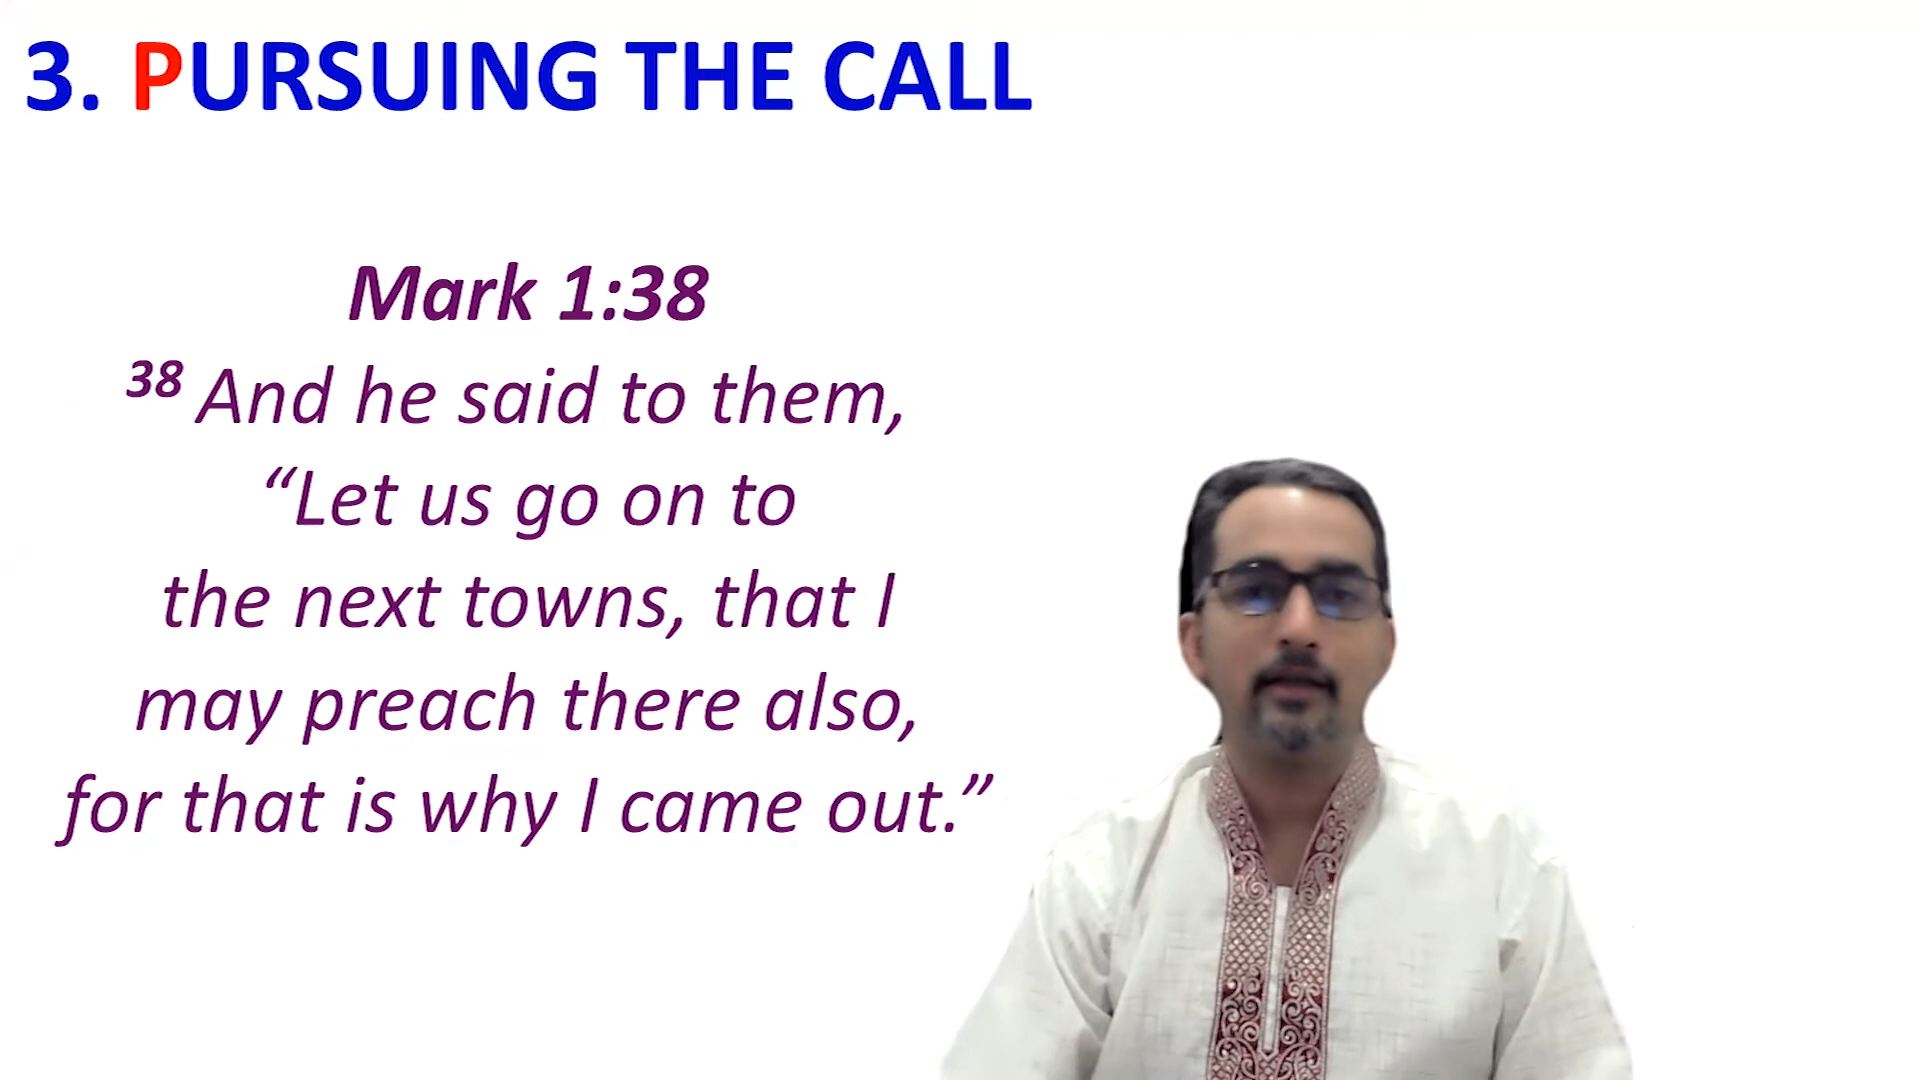 3. PURSUING THE CALL
Mark 1:38
38 And he said to them,
“Let us go on to
the next towns, that I
may preach there also,
for that is why I came out.”